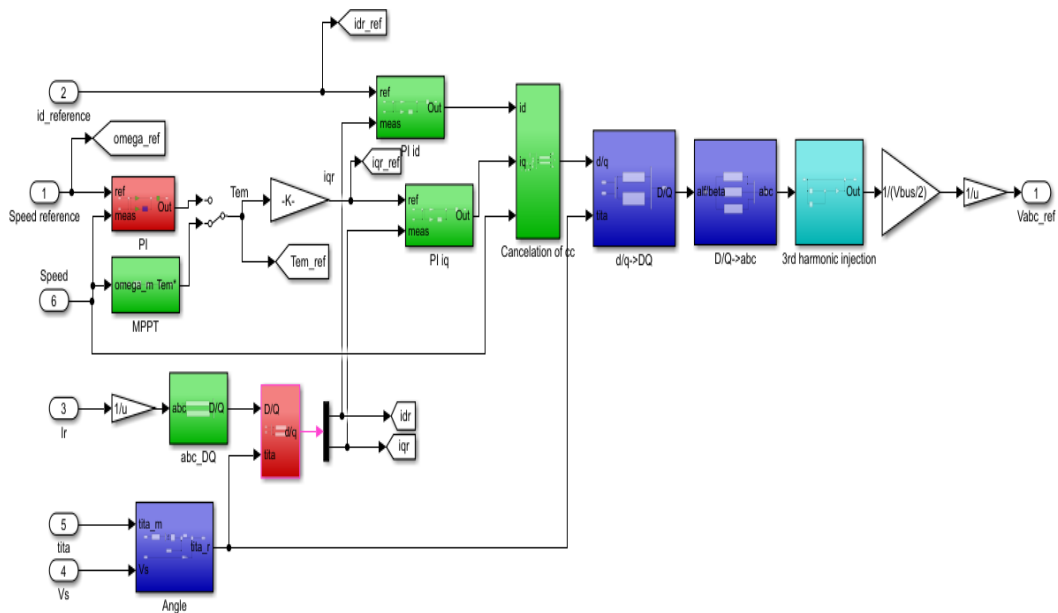 idr_ref
2
id_reference
ref
meas
Out
PI id
id
iq
Cancelation of cc
omega_ref
1
Speed reference
ref
meas
Out
PI
Tem
-K-
iqr
iqr_ref
ref
meas
Out
PI iq
Tem_ref
Speed
6
omega_m Tem*
MPPT
d/q
tita
D/Q
d/q->DQ
alf/beta
abc
D/Q->abc
Out
3rd harmonic injection
1/(Vbus/2)
1/u
1
Vabc_ref
3
Ir
1/u
abc
D/Q
abc_DQ
D/Q
tita
d/q
idr
iqr
5
tita
4
Vs
tita_m
Vs
tita_r
Angle